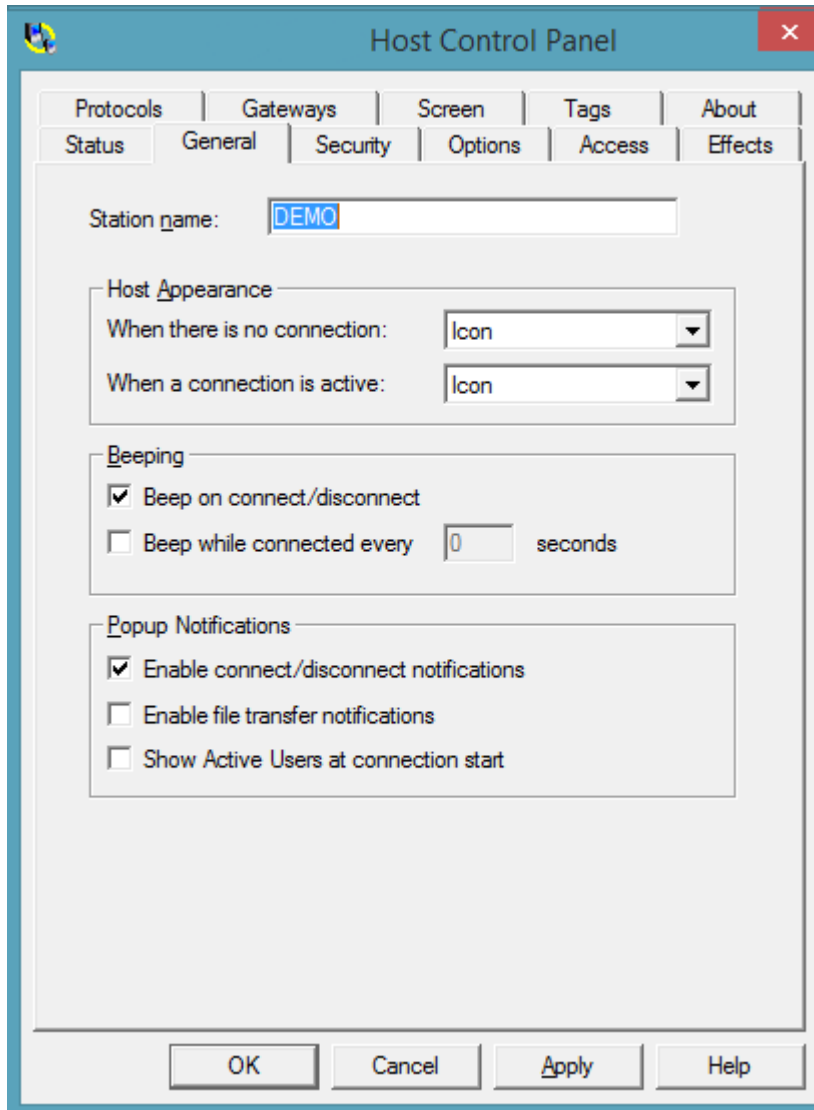 Host Control Panel
Protocols Gateways Screen Tags About
Status General Security Options Access Effects
Station name: DEMO
Host Appearance
When there is no connection: Icon
When a connection is active: Icon
Beeping
Beep on connect/disconnect
Beep while connected every 0 seconds
Popup Notifications
Enable connect/disconnect notifications
Enable file transfer notifications
Show Active Users at connection start
OK Cancel Apply Help